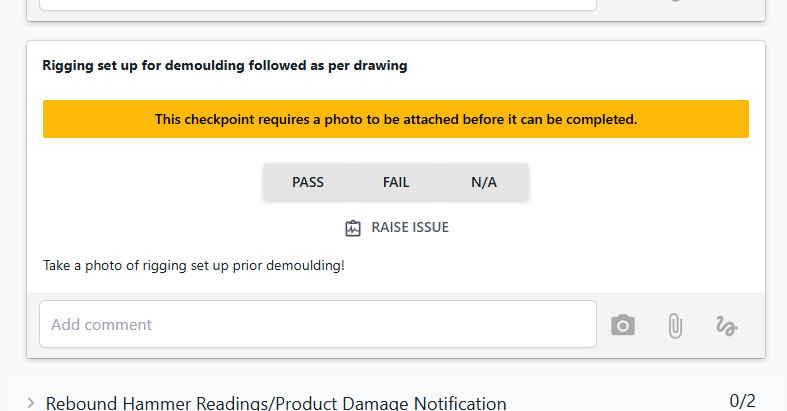 Rigging set up for demoulding followed as per drawing
This checkpoint requires a photo to be attached before it can be completed.
PASS FAIL N/A
RAISE ISSUE
Take a photo of rigging set up prior demoulding!
Add comment
Rebound Hammer Readings/Product Damage Notification 0/2